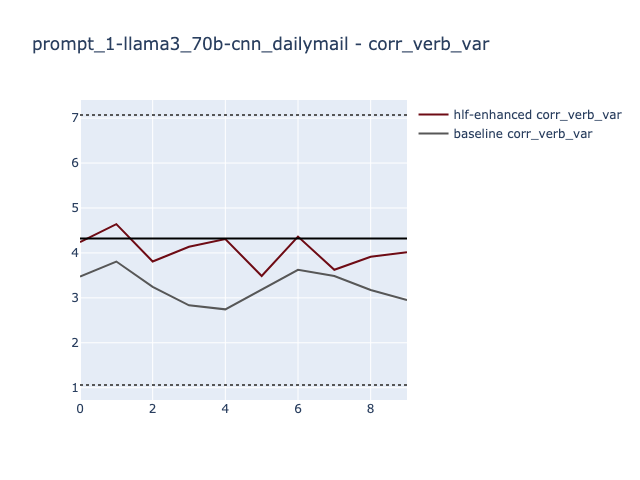 prompt_1-llama3_70b-cnn_dailymail - corr_verb_var
hlf-enhanced corr_verb_var
baseline corr_verb_var
7
6
5
4
3
2
1
0 2 4 6 8